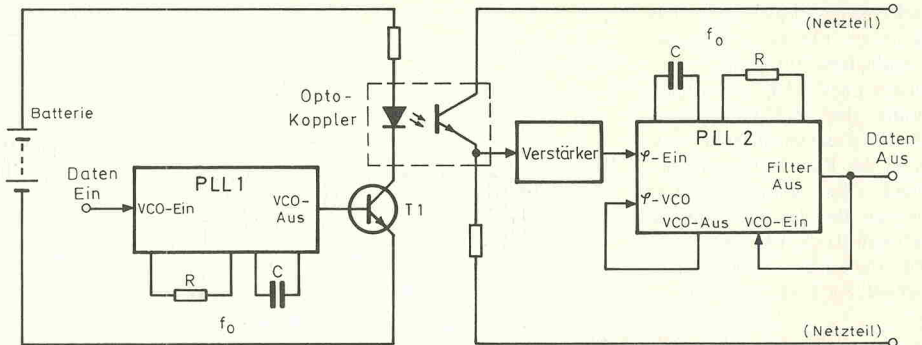 (Netzteil)
f₀
C
R
Batterie
Opto-
Koppler
Daten
Ein
PLL 1
VCO-Ein
VCO-
Aus
T1
R
C
f₀
Verstärker
PLL 2
φ-Ein
Filter
Aus
φ-VCO
VCO-Aus
VCO-Ein
Daten
Aus
(Netzteil)